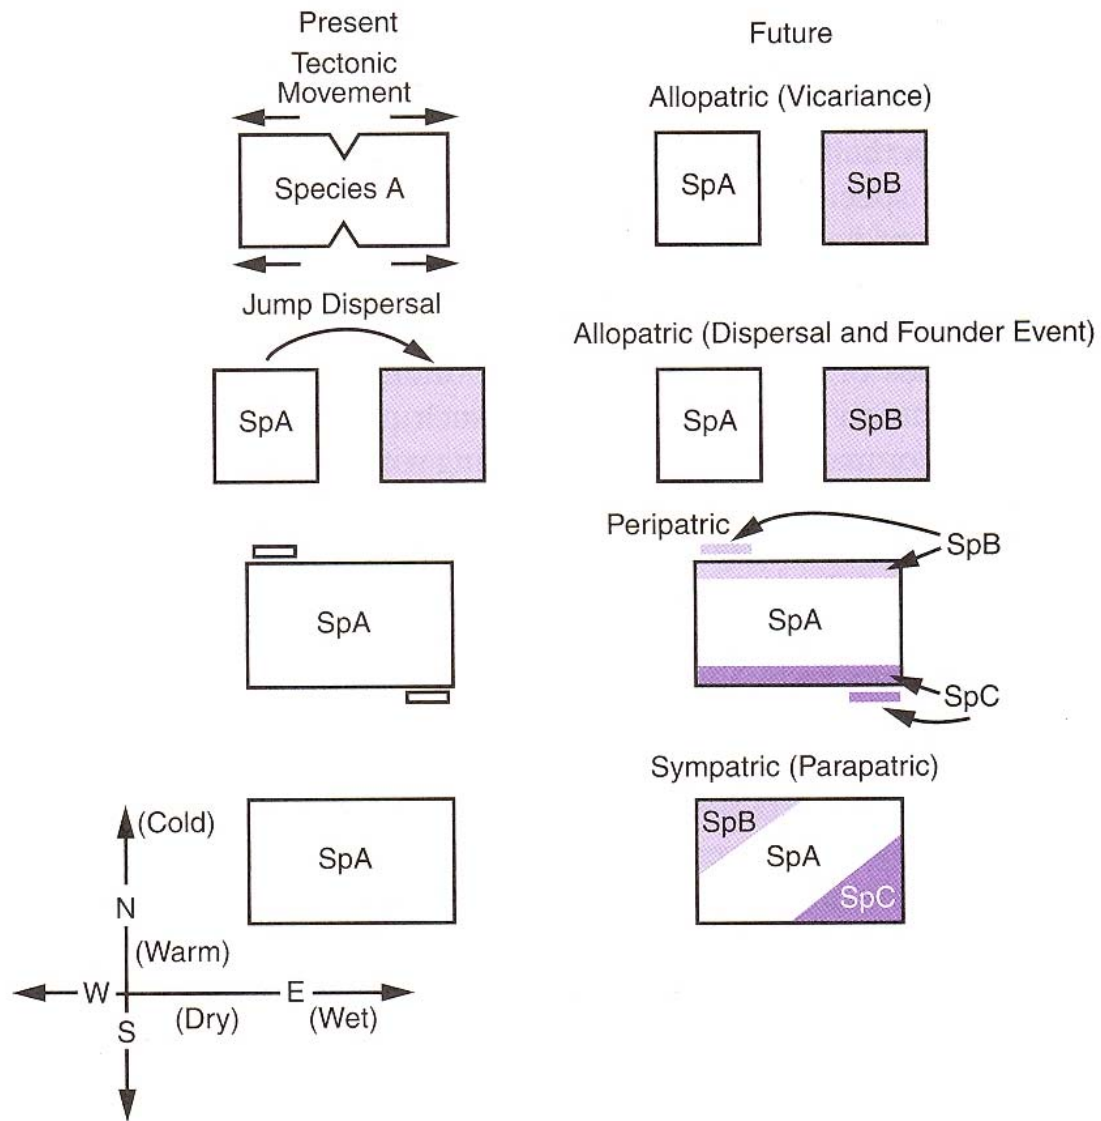 Present
Future
Tectonic
Movement
Allopatric (Vicariance)
Species A
SpA
SpB
Jump Dispersal
Allopatric (Dispersal and Founder Event)
SpA
SpA
SpB
Peripatric
SpB
SpA
SpA
SpC
Sympatric (Parapatric)
(Cold)
SpA
SpB
SpA
SpC
N
(Warm)
W
E
S
(Dry)
(Wet)